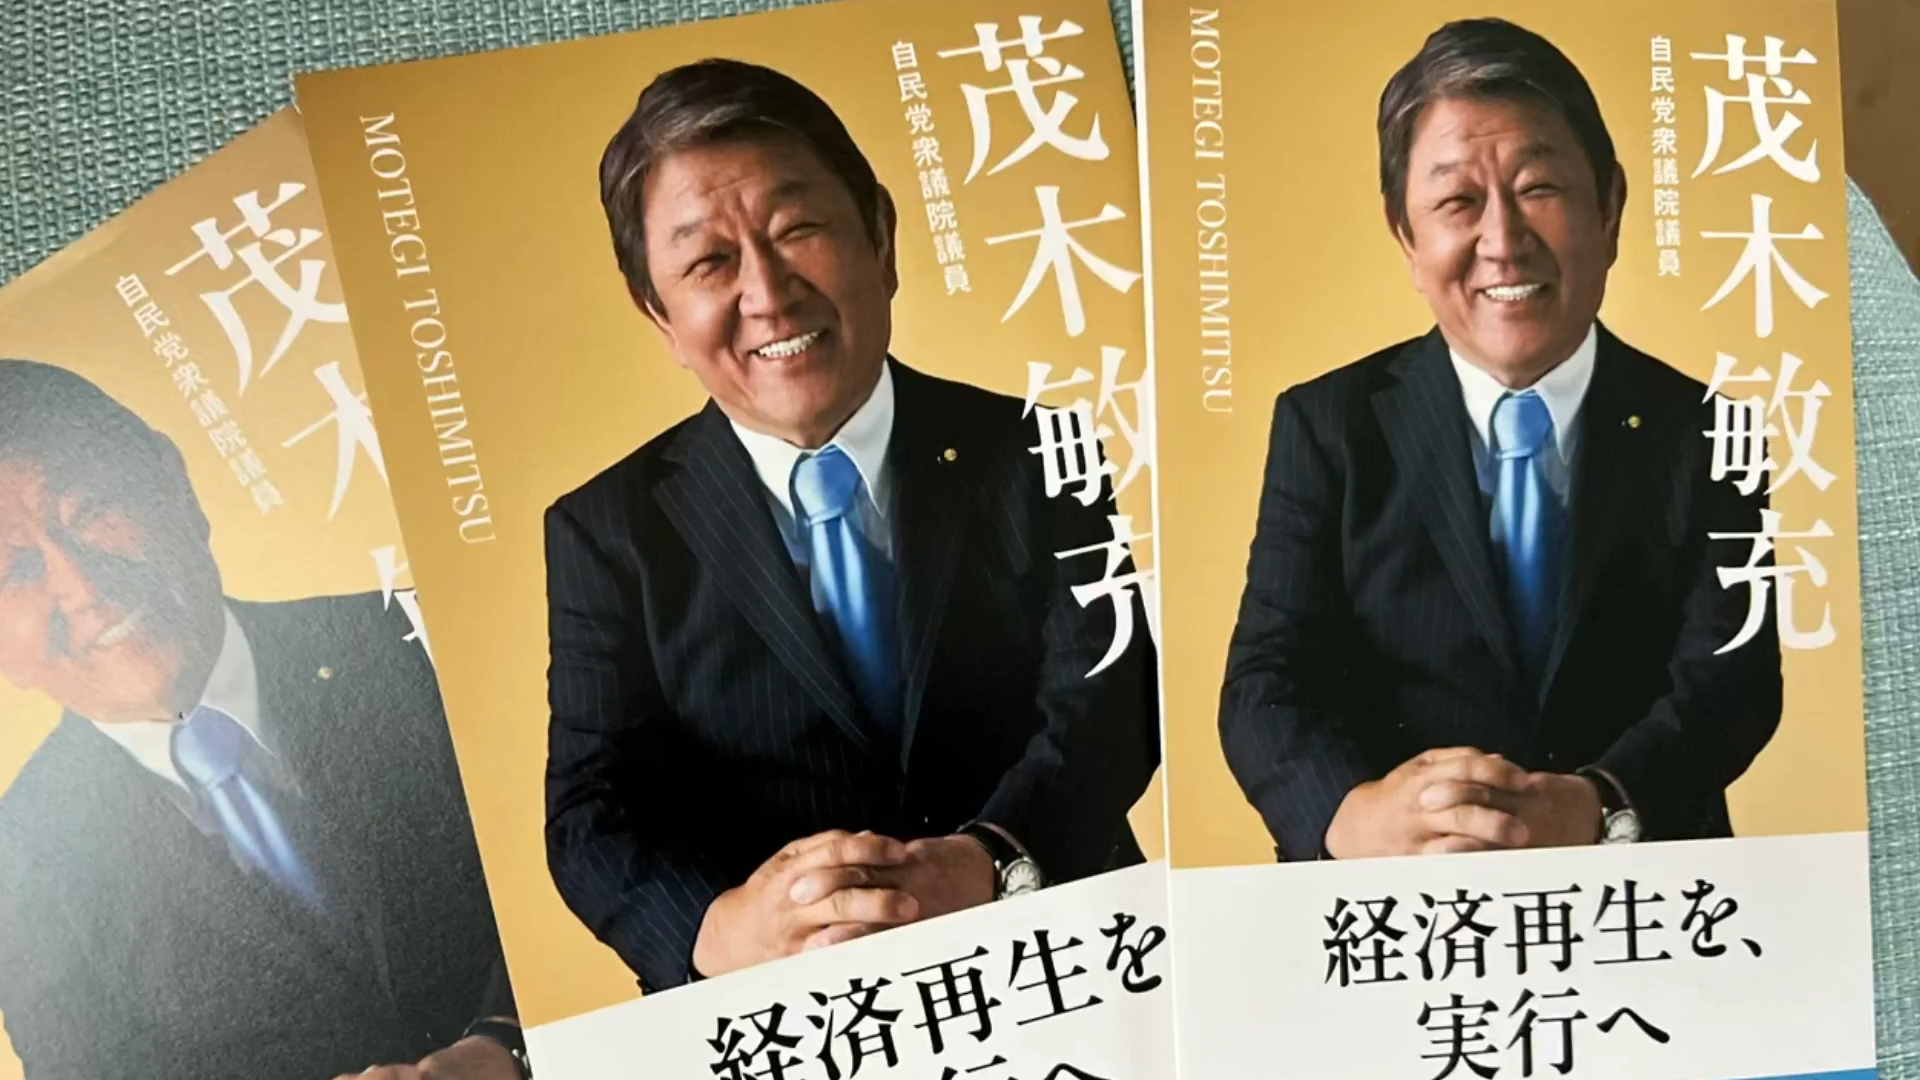 茂木
自民党衆議院議員
MOTEGI TOSHIMITSU
自民党衆議院議員
茂木敏充
経済再生を
行へ
MOTEGI TOSHIMITSU
自民党衆議院議員
茂木敏充
経済再生を、
実行へ